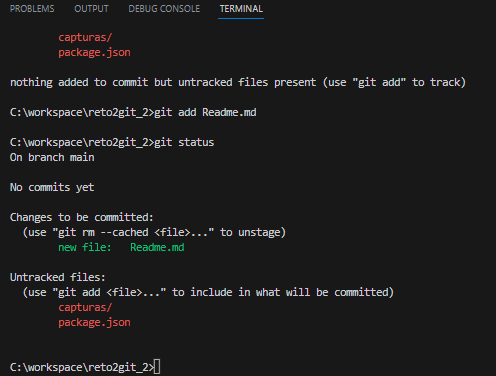 PROBLEMS OUTPUT DEBUG CONSOLE TERMINAL
capturas/
package.json
nothing added to commit but untracked files present (use "git add" to track)
C:\workspace\reto2git_2>git add Readme.md
C:\workspace\reto2git_2>git status
On branch main
No commits yet
Changes to be committed:
(use "git rm --cached <file>..." to unstage)
new file: Readme.md
Untracked files:
(use "git add <file>..." to include in what will be committed)
capturas/
package.json
C:\workspace\reto2git_2>